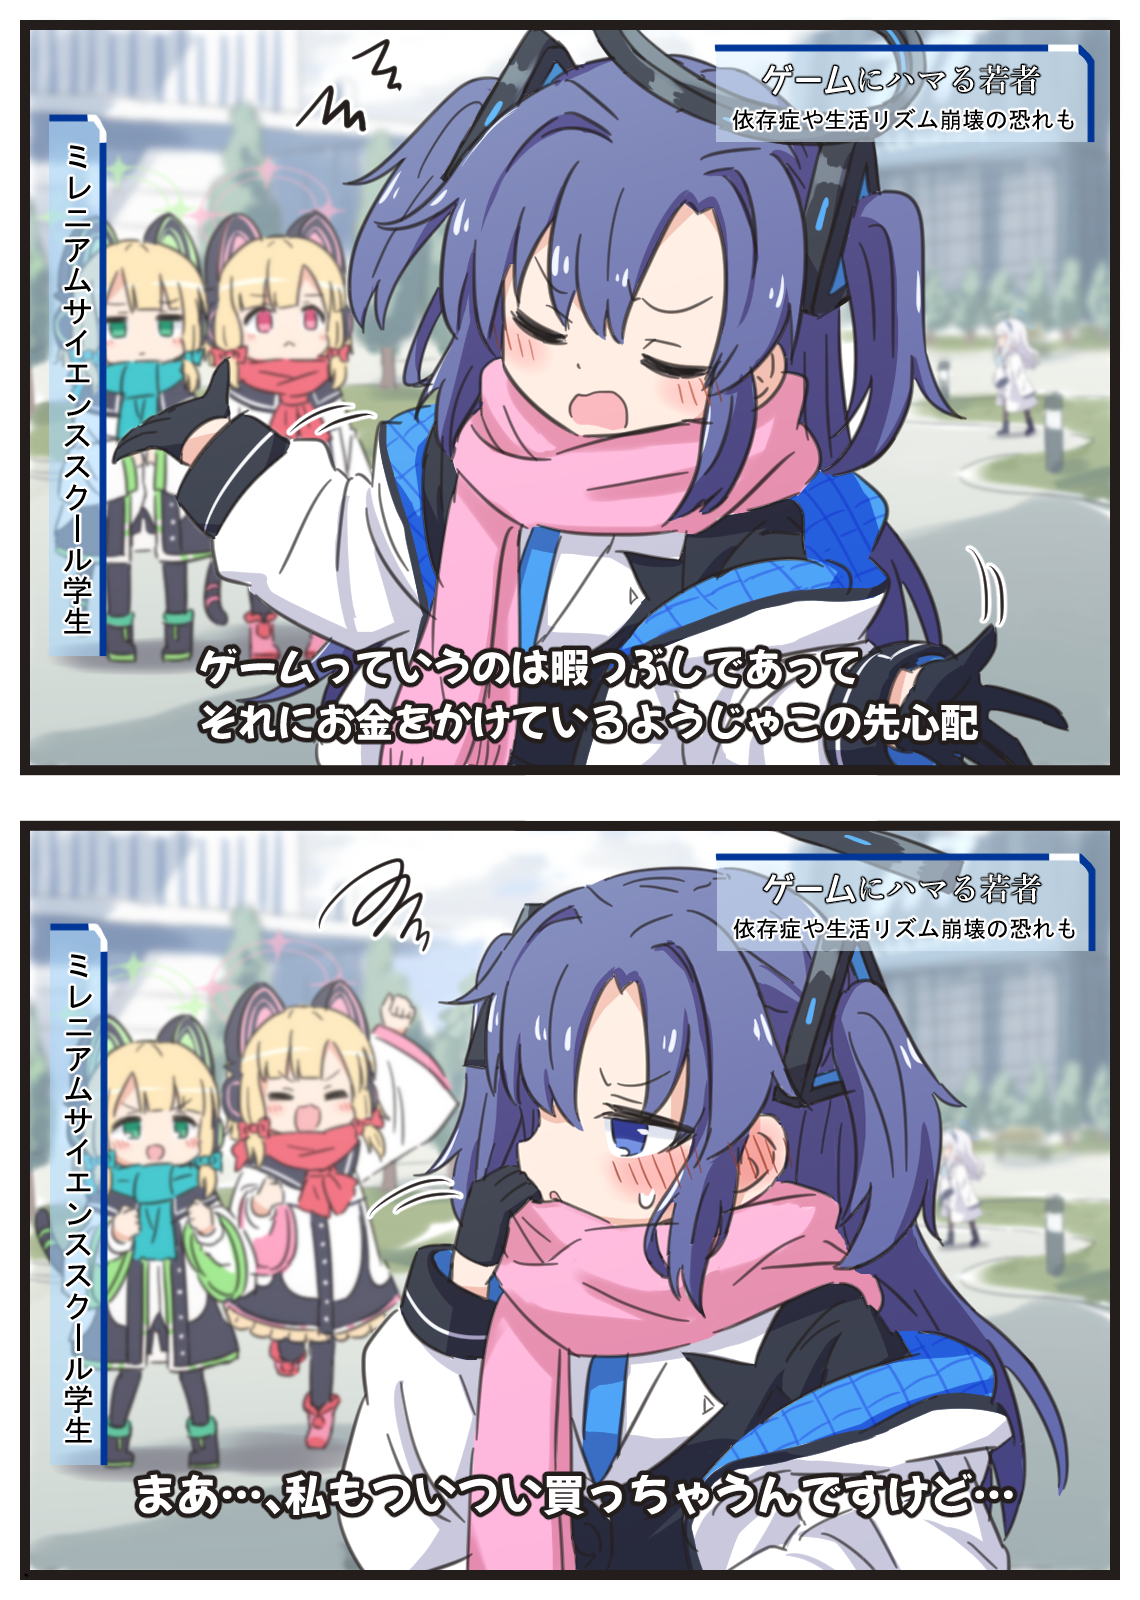 ゲームにハマる若者
依存症や生活リズム崩壊の恐れも
ミレニアムサイエンススクール学生
ゲームっていうのは暇つぶしであって
それにお金をかけているようじゃこの先心配
ゲームにハマる若者
依存症や生活リズム崩壊の恐れも
ミレニアムサイエンススクール学生
まあ…、私もついつい買っちゃうんですけど…